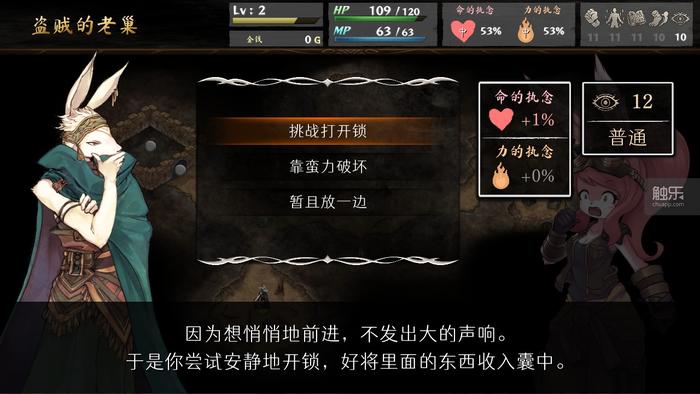 盗贼的老巢
Lv: 2
金钱 0 G
HP 109 / 120
MP 63 / 63
命的执念
中 53%
力的执念
中 53%
11 11 11 10 10
挑战打开锁
靠蛮力破坏
暂且放一边
命的执念
+1%
力的执念
+0%
12
普通
触乐
chuapp.com
因为想悄悄地前进，不发出大的声响。
于是你尝试安静地开锁，好将里面的东西收入囊中。